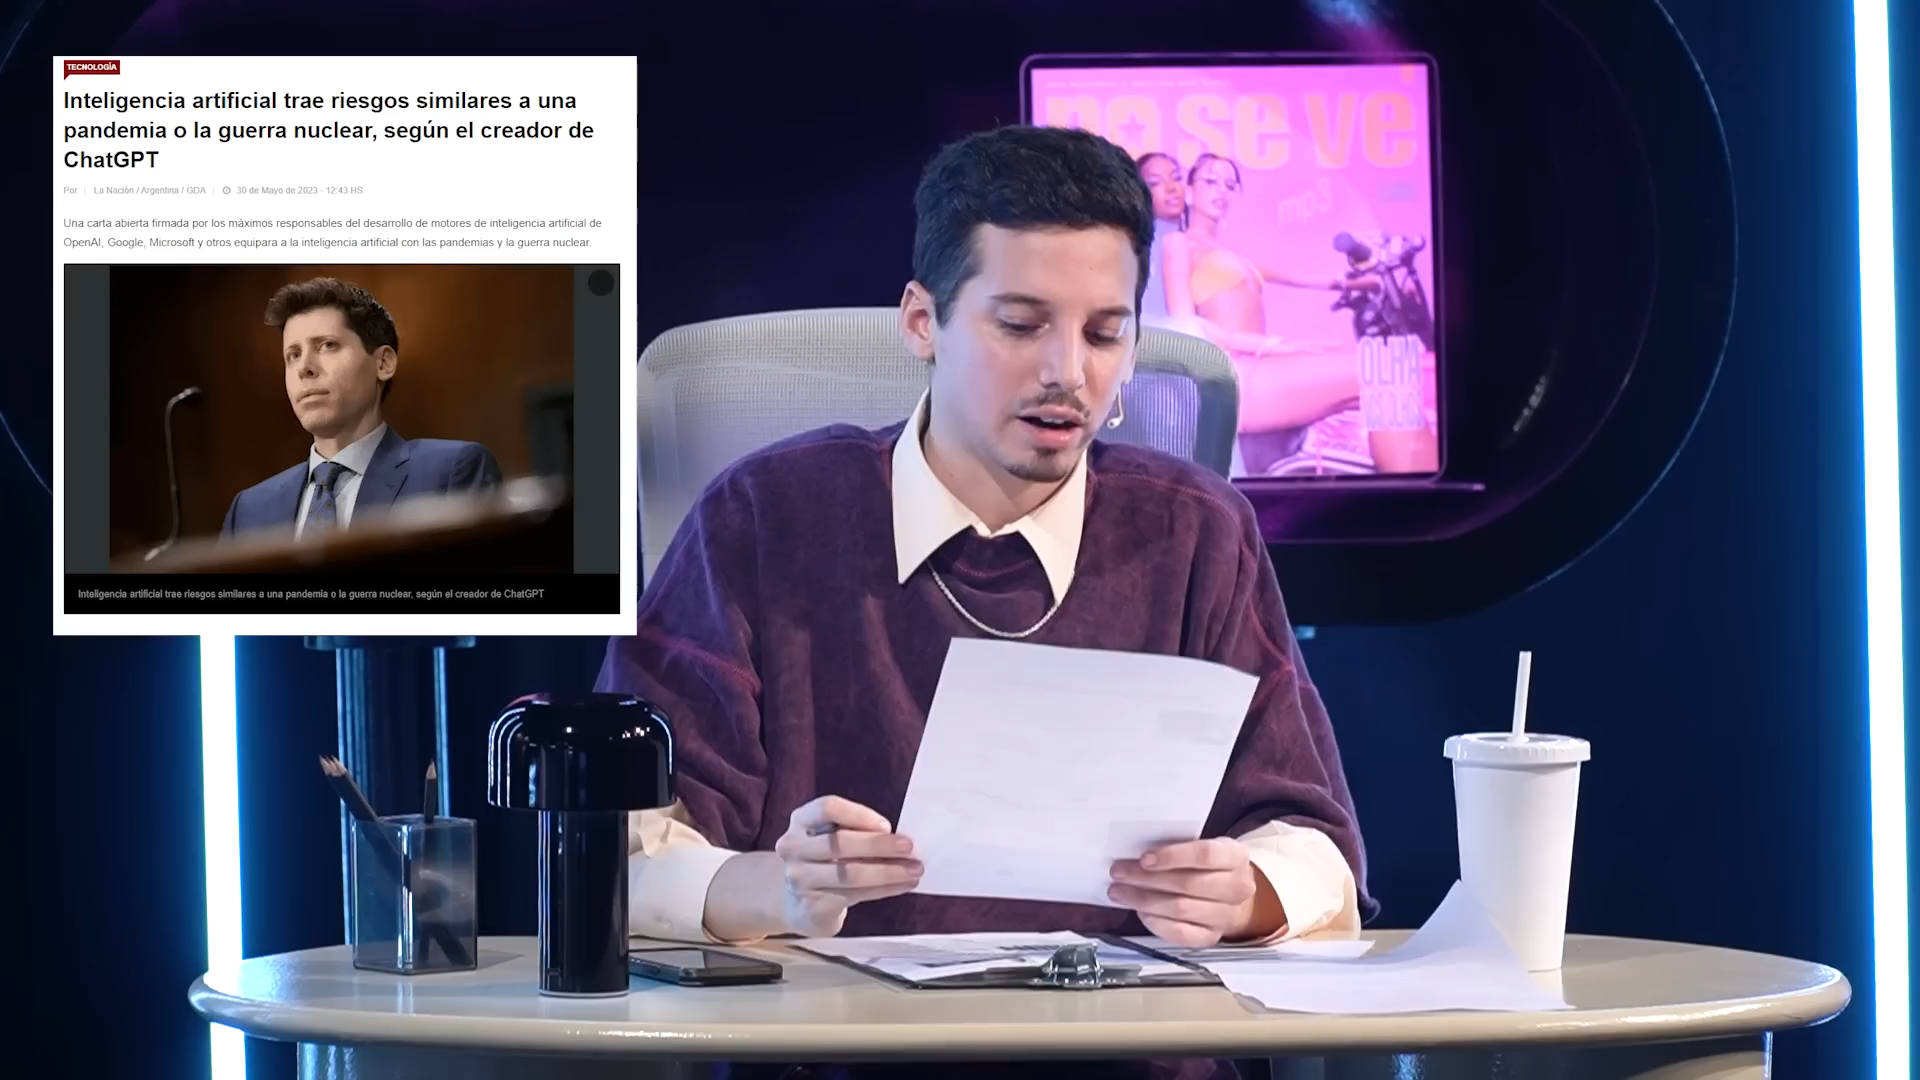 TECNOLOGÍA
Inteligencia artificial trae riesgos similares a una
pandemia o la guerra nuclear, según el creador de
ChatGPT
Por | La Nación / Argentina / GDA | 30 de Mayo de 2023 - 12:43 HS
Una carta abierta firmada por los máximos responsables del desarrollo de motores de inteligencia artificial de
OpenAI, Google, Microsoft y otros equipara a la inteligencia artificial con las pandemias y la guerra nuclear.
Inteligencia artificial trae riesgos similares a una pandemia o la guerra nuclear, según el creador de ChatGPT
no se ve
mp3
OLHA